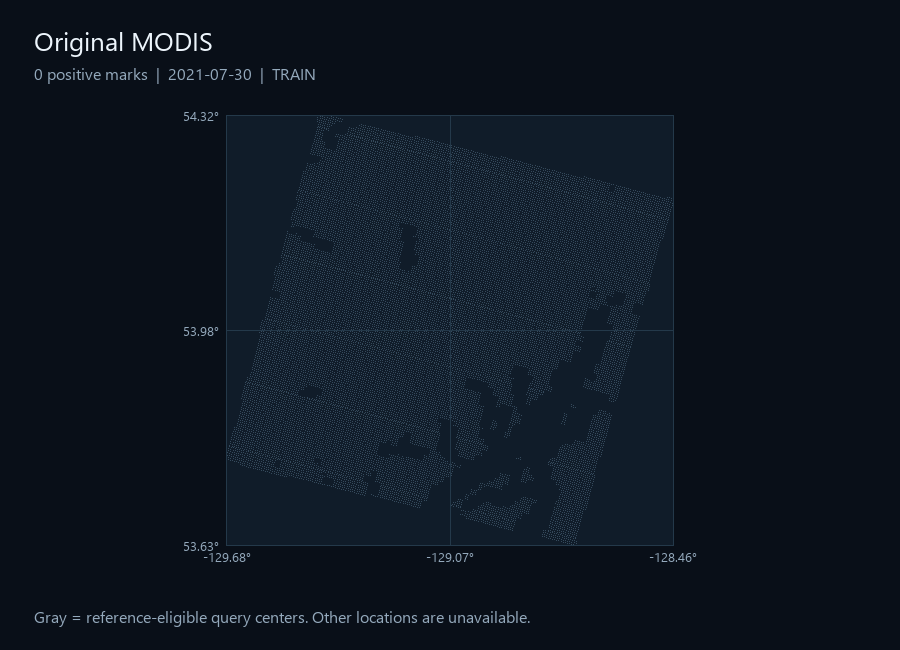 Original MODIS
0 positive marks | 2021-07-30 | TRAIN
54.32°
53.98°
53.63°
-129.68° -129.07° -128.46°
Gray = reference-eligible query centers. Other locations are unavailable.